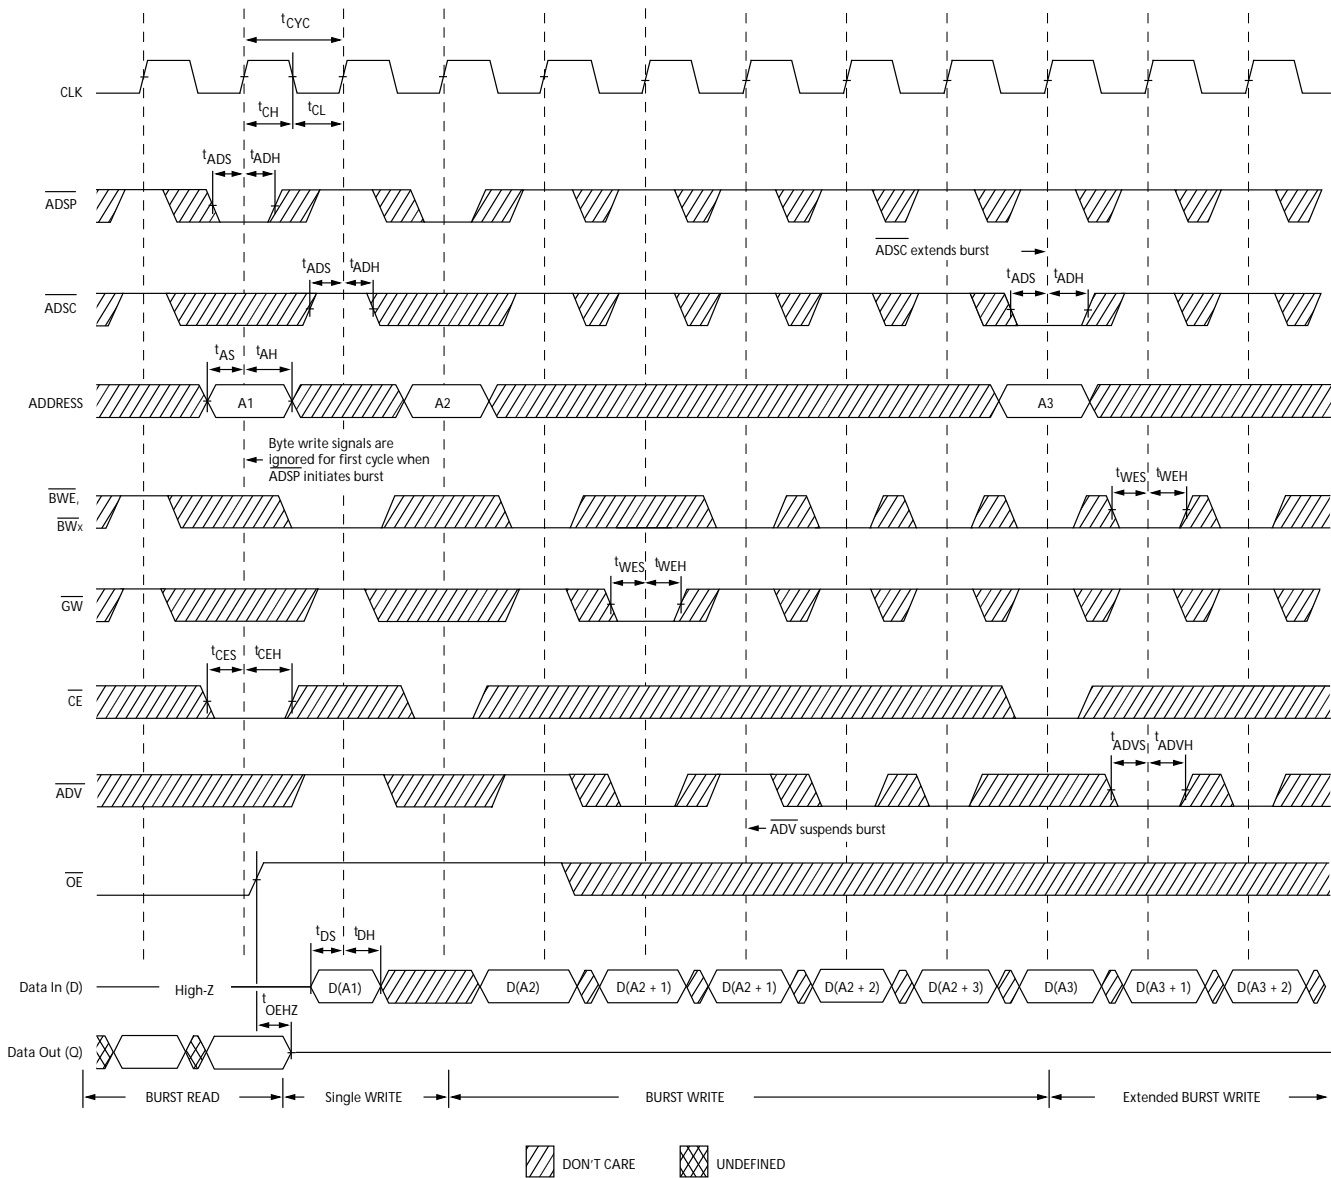 tCYC
CLK
tCH tCL
tADS tADH
ADSP
ADSC extends burst
tADS tADH
tADS tADH
ADSC
tAS tAH
ADDRESS A1 A2 A3
Byte write signals are
ignored for first cycle when
ADSP initiates burst
BWE,
BWx
tWES tWEH
tWES tWEH
GW
tCES tCEH
CE
tADVS tADVH
ADV
ADV suspends burst
OE
tDS tDH
Data In (D) High-Z D(A1) D(A2) D(A2 + 1) D(A2 + 1) D(A2 + 2) D(A2 + 3) D(A3) D(A3 + 1) D(A3 + 2)
tOEHZ
Data Out (Q)
BURST READ Single WRITE BURST WRITE Extended BURST WRITE
DON'T CARE UNDEFINED